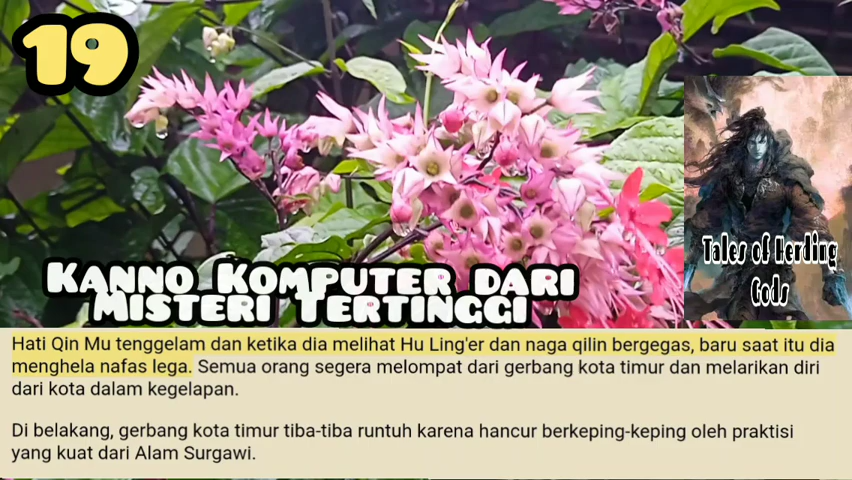 19
Tales of Herding
Gods
KANNO KOMPUTER DARI
MISTERI TERTINGGI
Hati Qin Mu tenggelam dan ketika dia melihat Hu Ling'er dan naga qilin bergegas, baru saat itu dia
menghela nafas lega. Semua orang segera melompat dari gerbang kota timur dan melarikan diri
dari kota dalam kegelapan.
Di belakang, gerbang kota timur tiba-tiba runtuh karena hancur berkeping-keping oleh praktisi
yang kuat dari Alam Surgawi.